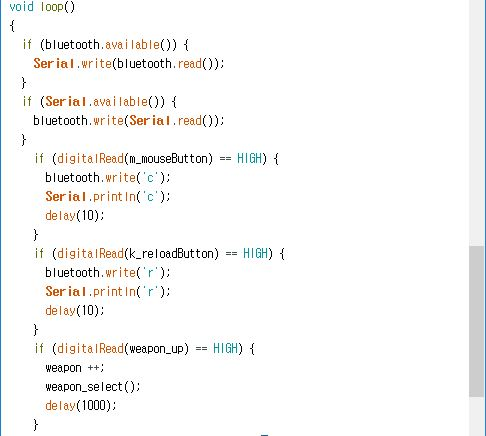 void loop()
{
  if (bluetooth.available()) {
    Serial.write(bluetooth.read());
  }
  if (Serial.available()) {
    bluetooth.write(Serial.read());
  }
    if (digitalRead(m_mouseButton) == HIGH) {
      bluetooth.write('c');
      Serial.println('c');
      delay(10);
    }
    if (digitalRead(k_reloadButton) == HIGH) {
      bluetooth.write('r');
      Serial.println('r');
      delay(10);
    }
    if (digitalRead(weapon_up) == HIGH) {
      weapon ++;
      weapon_select();
      delay(1000);
    }